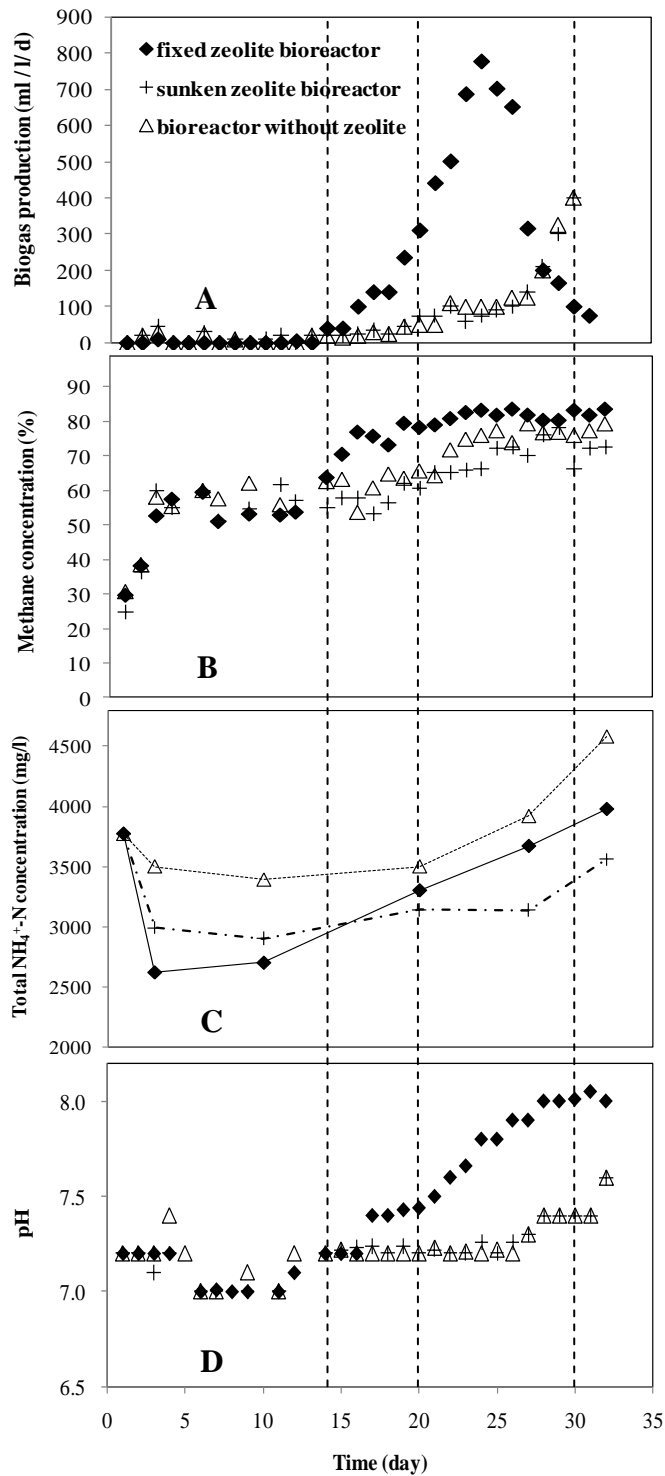 900
800
700
600
500
400
300
200
100
0
Biogas production (ml / l/ d)
fixed zeolite bioreactor
sunken zeolite bioreactor
bioreactor without zeolite
A
90
80
70
60
50
40
30
20
10
0
Methane concentration (%)
B
4500
4000
3500
3000
2500
2000
Total NH₄⁺-N concentration (mg/l)
C
8.0
7.5
7.0
6.5
pH
D
0 5 10 15 20 25 30 35
Time (day)